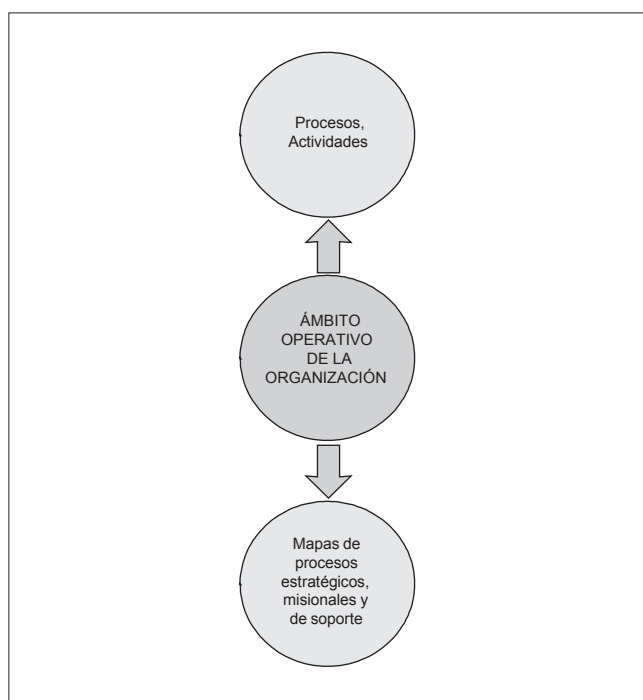 Procesos,
Actividades
ÁMBITO
OPERATIVO
DE LA
ORGANIZACIÓN
Mapas de
procesos
estratégicos,
misionales y
de soporte